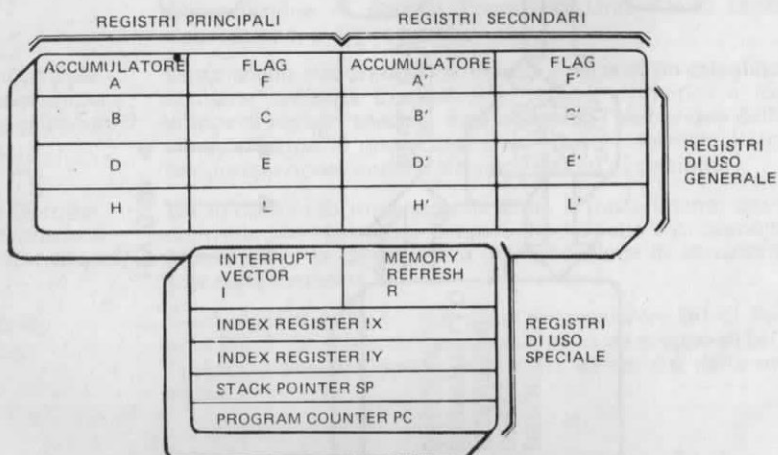 REGISTRI PRINCIPALI REGISTRI SECONDARI
ACCUMULATORE FLAG ACCUMULATORE FLAG
A F A' F'
B C B' C'
D E D' E'
H L H' L'
REGISTRI
DI USO
GENERALE
INTERRUPT MEMORY
VECTOR REFRESH
I R
INDEX REGISTER IX
INDEX REGISTER IY
STACK POINTER SP
PROGRAM COUNTER PC
REGISTRI
DI USO
SPECIALE